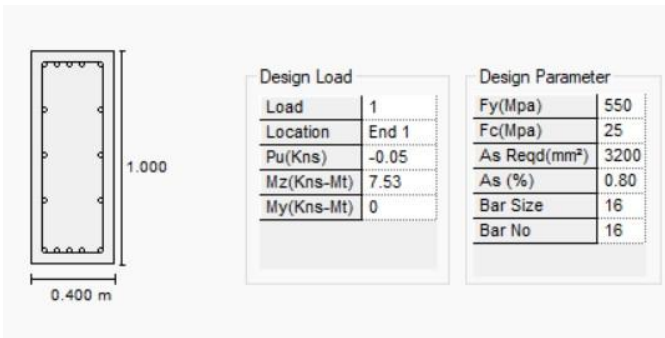 1.000
0.400 m
Design Load
Load 1
Location End 1
Pu(Kns) -0.05
Mz(Kns-Mt) 7.53
My(Kns-Mt) 0
Design Parameter
Fy(Mpa) 550
Fc(Mpa) 25
As Reqd(mm²) 3200
As (%) 0.80
Bar Size 16
Bar No 16